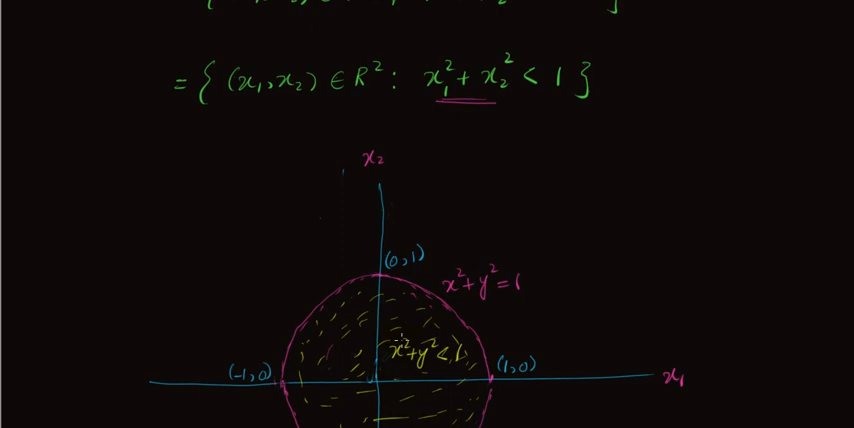 = { (x₁, x₂) ∈ R² : x₁² + x₂² < 1 }
x₂
(0, 1)
x² + y² = 1
x² + y² < 1
(-1, 0)
(1, 0)
x₁